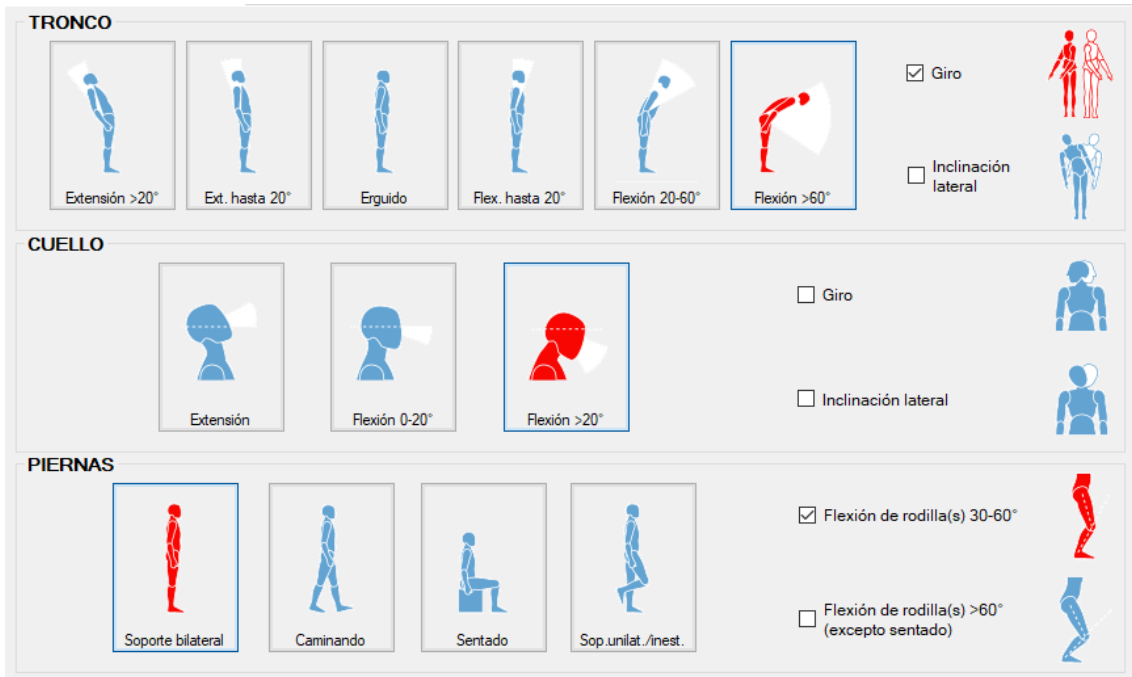 TRONCO
Extensión >20°
Ext. hasta 20°
Erguido
Flex. hasta 20°
Flexión 20-60°
Flexión >60°
Giro
Inclinación
lateral
CUELLO
Extensión
Flexión 0-20°
Flexión >20°
Giro
Inclinación lateral
PIERNAS
Soporte bilateral
Caminando
Sentado
Sop.unilat./inest.
Flexión de rodilla(s) 30-60°
Flexión de rodilla(s) >60°
(excepto sentado)